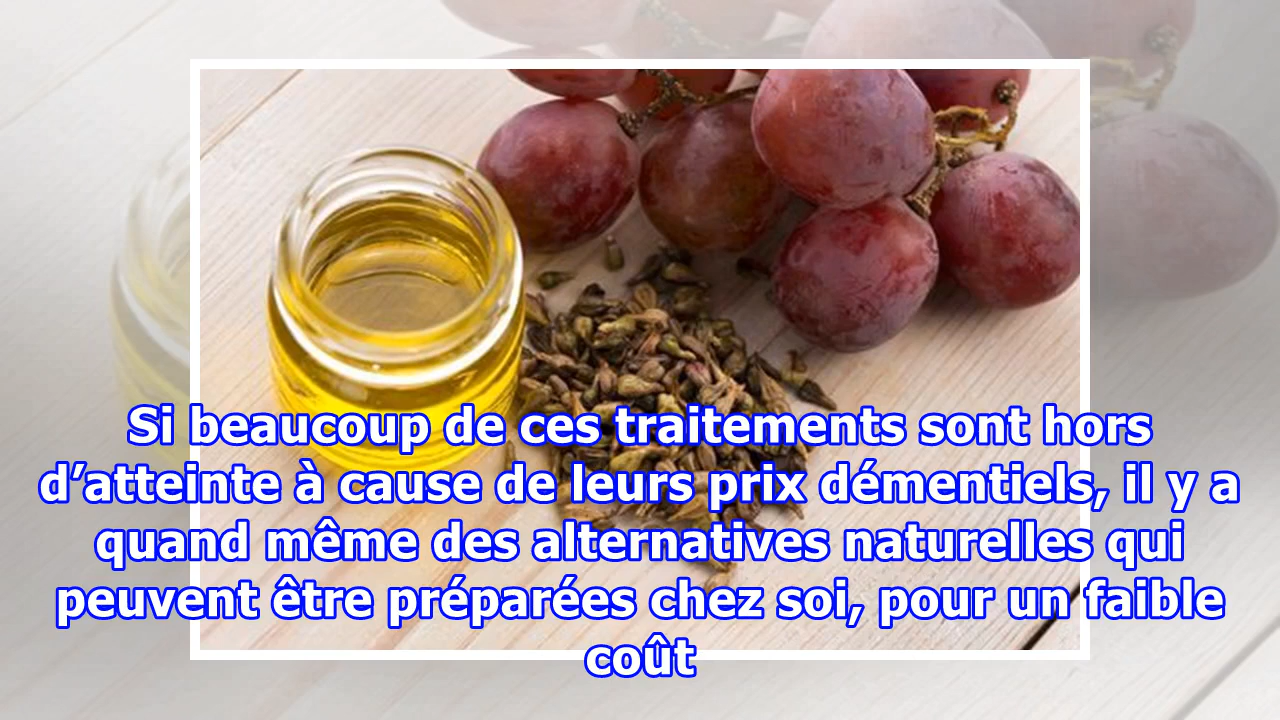 Si beaucoup de ces traitements sont hors
d’atteinte à cause de leurs prix démentiels, il y a
quand même des alternatives naturelles qui
peuvent être préparées chez soi, pour un faible
coût